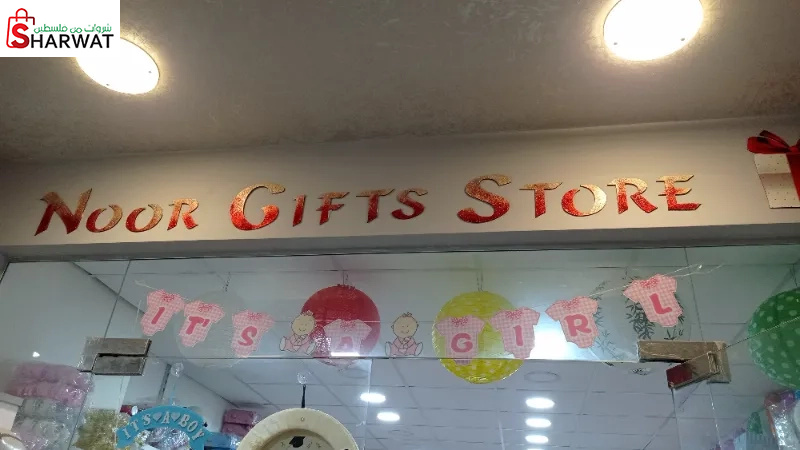 شروات من فلسطين
SHARWAT
NOOR GIFTS STORE
IT'S A GIRL
IT'S A BOY